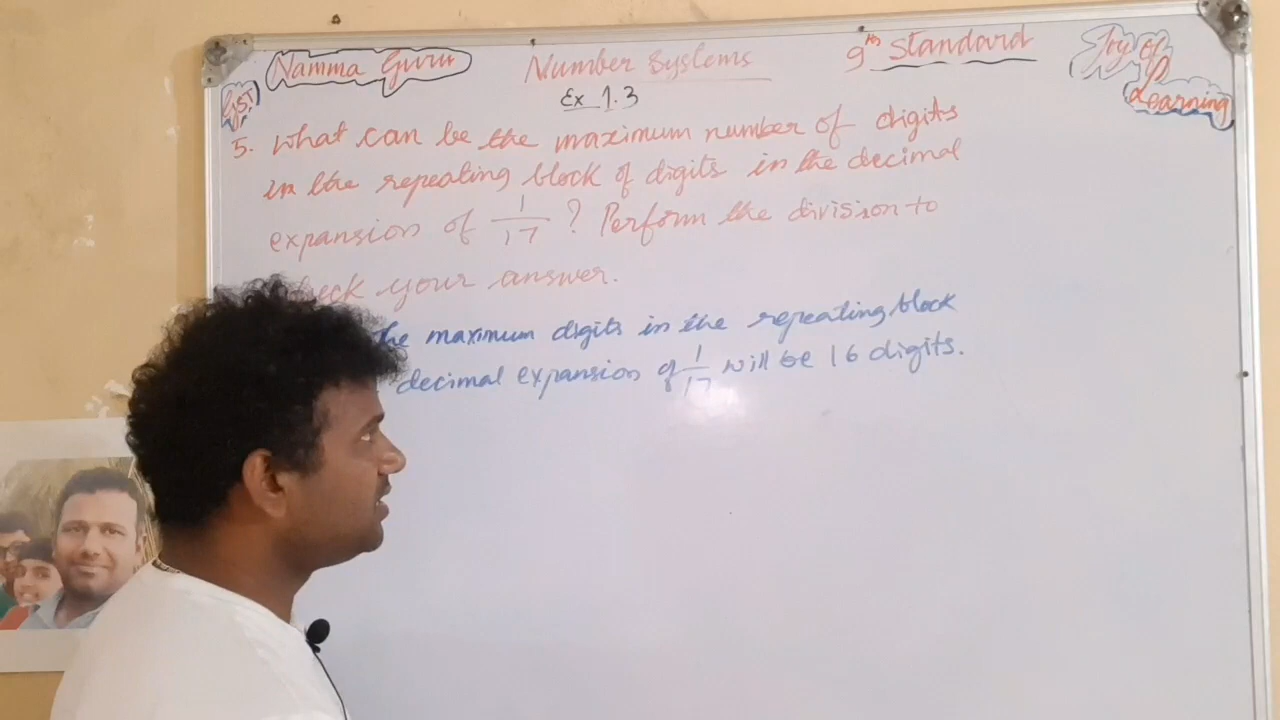 Namma Guru
Number Systems
9th Standard
Joy of
Learning
Ex 1.3
5. What can be the maximum number of digits
in the repeating block of digits in the decimal
expansion of 1/17 ? Perform the division to
your answer.
maximum digits in the repeating block
decimal expansion of 1/17 will be 16 digits.